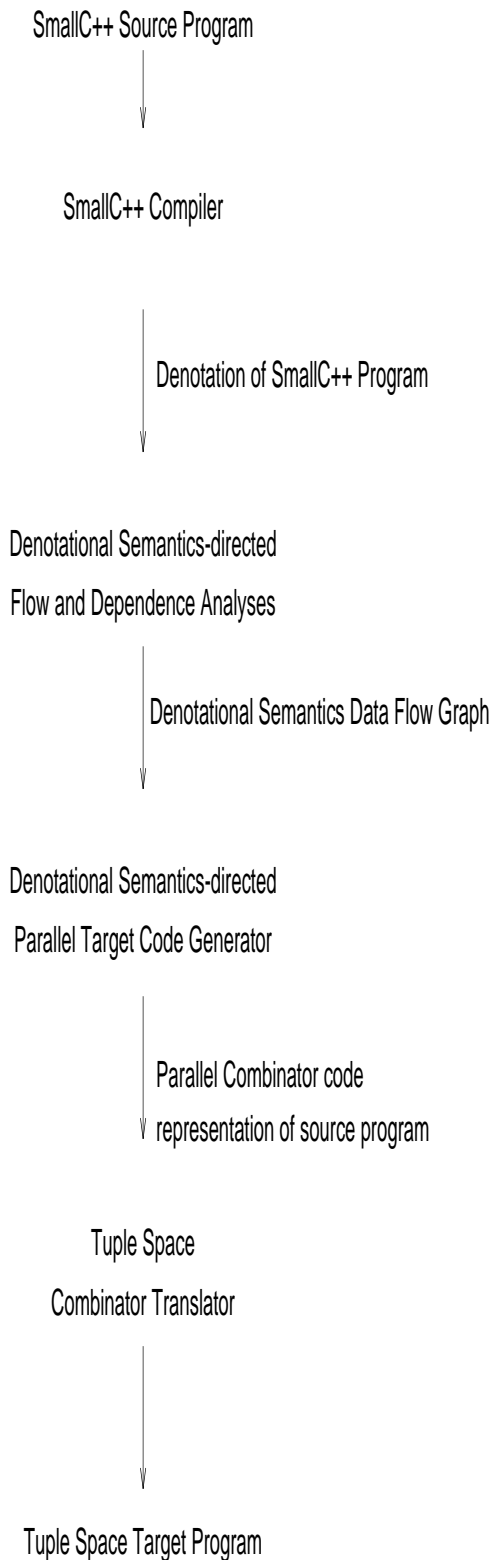 SmallC++ Source Program
SmallC++ Compiler
Denotation of SmallC++ Program
Denotational Semantics-directed
Flow and Dependence Analyses
Denotational Semantics Data Flow Graph
Denotational Semantics-directed
Parallel Target Code Generator
Parallel Combinator code
representation of source program
Tuple Space
Combinator Translator
Tuple Space Target Program